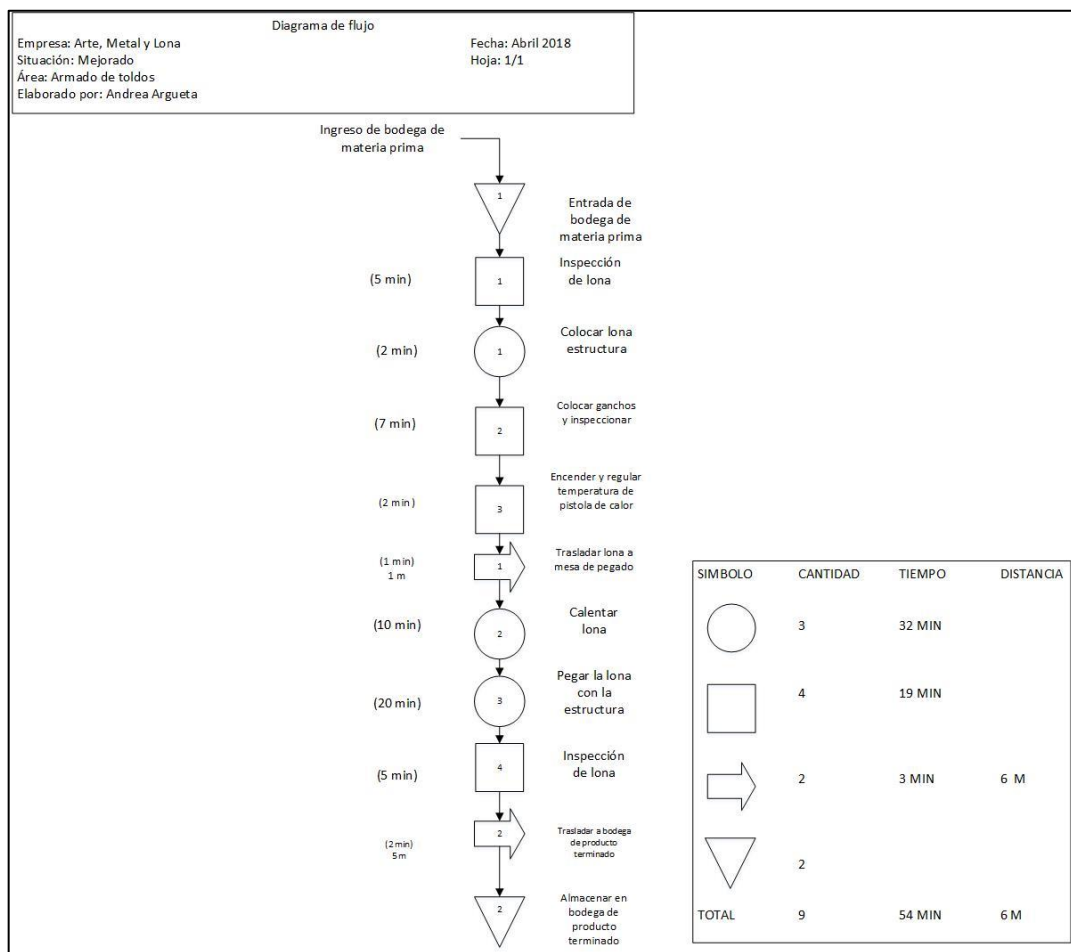 Diagrama de flujo
Empresa: Arte, Metal y Lona
Fecha: Abril 2018
Situación: Mejorado
Hoja: 1/1
Área: Armado de toldos
Elaborado por: Andrea Argueta
Ingreso de bodega de
materia prima
1
Entrada de
bodega de
materia prima
(5 min)
1
Inspección
de lona
(2 min)
1
Colocar lona
estructura
(7 min)
2
Colocar ganchos
y inspeccionar
(2 min)
3
Encender y regular
temperatura de
pistola de calor
(1 min)
1 m
1
Trasladar lona a
mesa de pegado
(10 min)
2
Calentar
lona
(20 min)
3
Pegar la lona
con la
estructura
(5 min)
4
Inspección
de lona
(2 min)
5 m
2
Trasladar a bodega
de producto
terminado
2
Almacenar en
bodega de
producto
terminado
SIMBOLO CANTIDAD TIEMPO DISTANCIA
3 32 MIN
4 19 MIN
2 3 MIN 6 M
2
TOTAL 9 54 MIN 6 M